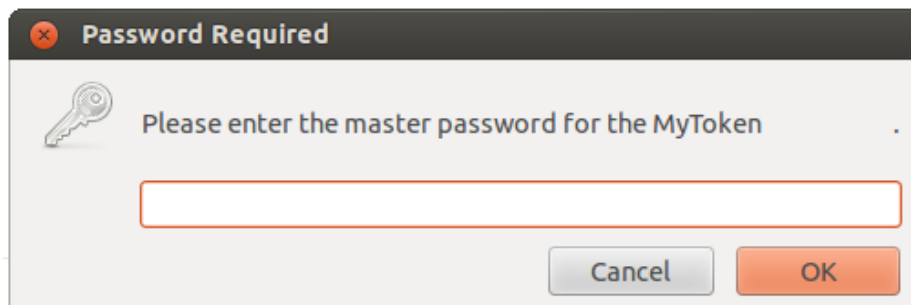 Password Required
Please enter the master password for the MyToken .
Cancel OK